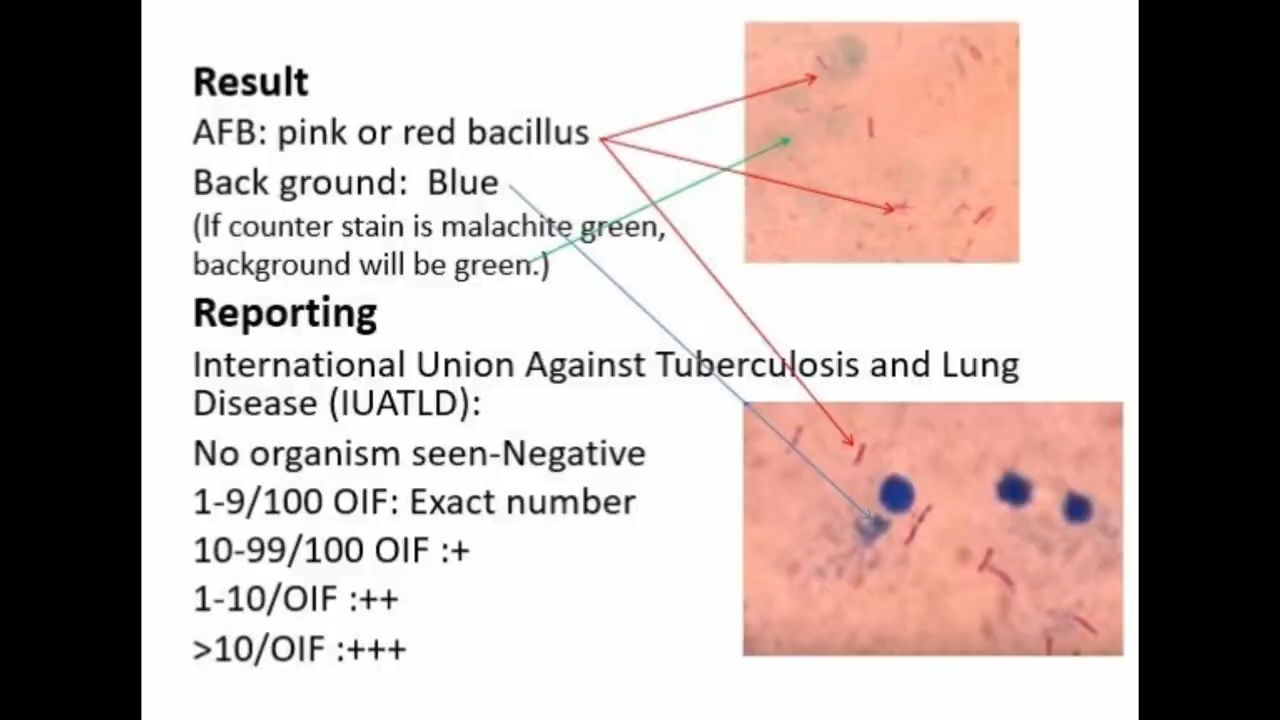 Result
AFB: pink or red bacillus
Back ground:  Blue
(If counter stain is malachite green,
background will be green.)
Reporting
International Union Against Tuberculosis and Lung
Disease (IUATLD):
No organism seen-Negative
1-9/100 OIF: Exact number
10-99/100 OIF :+
1-10/OIF :++
>10/OIF :+++